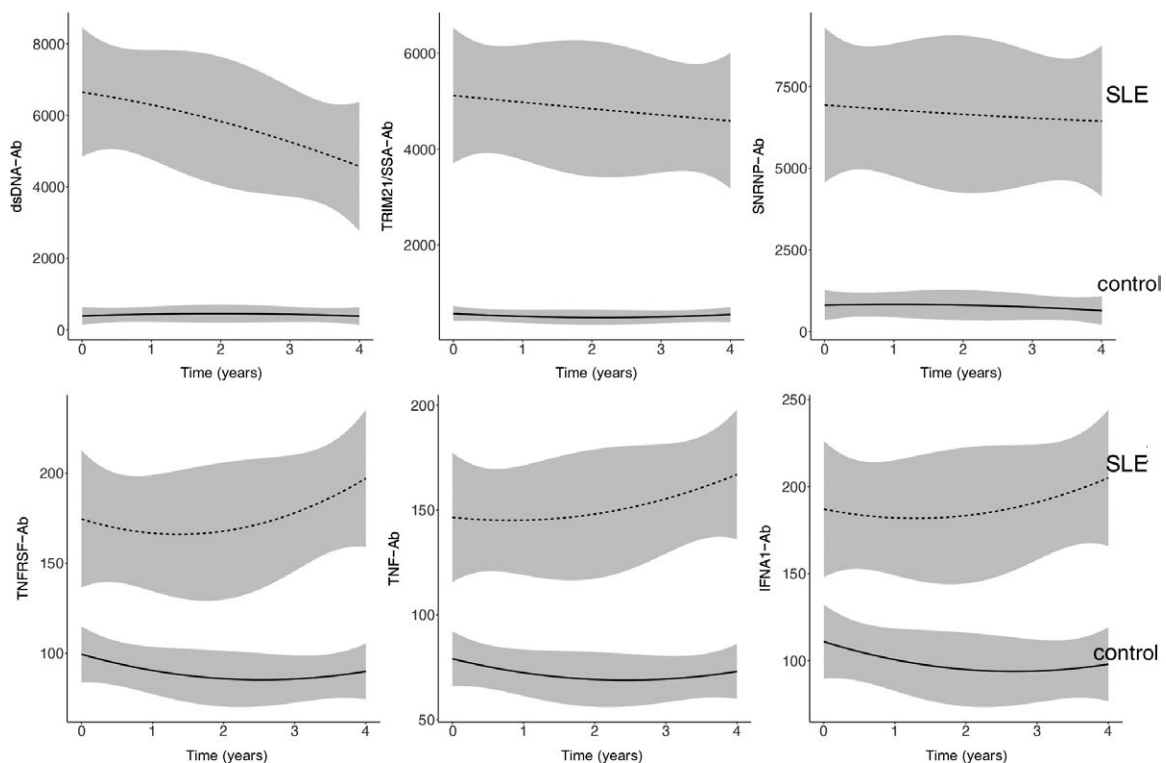 dsDNA-Ab
8000
6000
4000
2000
0
0 1 2 3 4
Time (years)
TRIM21/SSA-Ab
6000
4000
2000
0 1 2 3 4
Time (years)
SNRNP-Ab
7500
5000
2500
0
0 1 2 3 4
Time (years)
SLE
control
TNFRSF-Ab
200
150
100
0 1 2 3 4
Time (years)
TNF-Ab
200
150
100
50
0 1 2 3 4
Time (years)
IFNA1-Ab
250
200
150
100
0 1 2 3 4
Time (years)
SLE
control